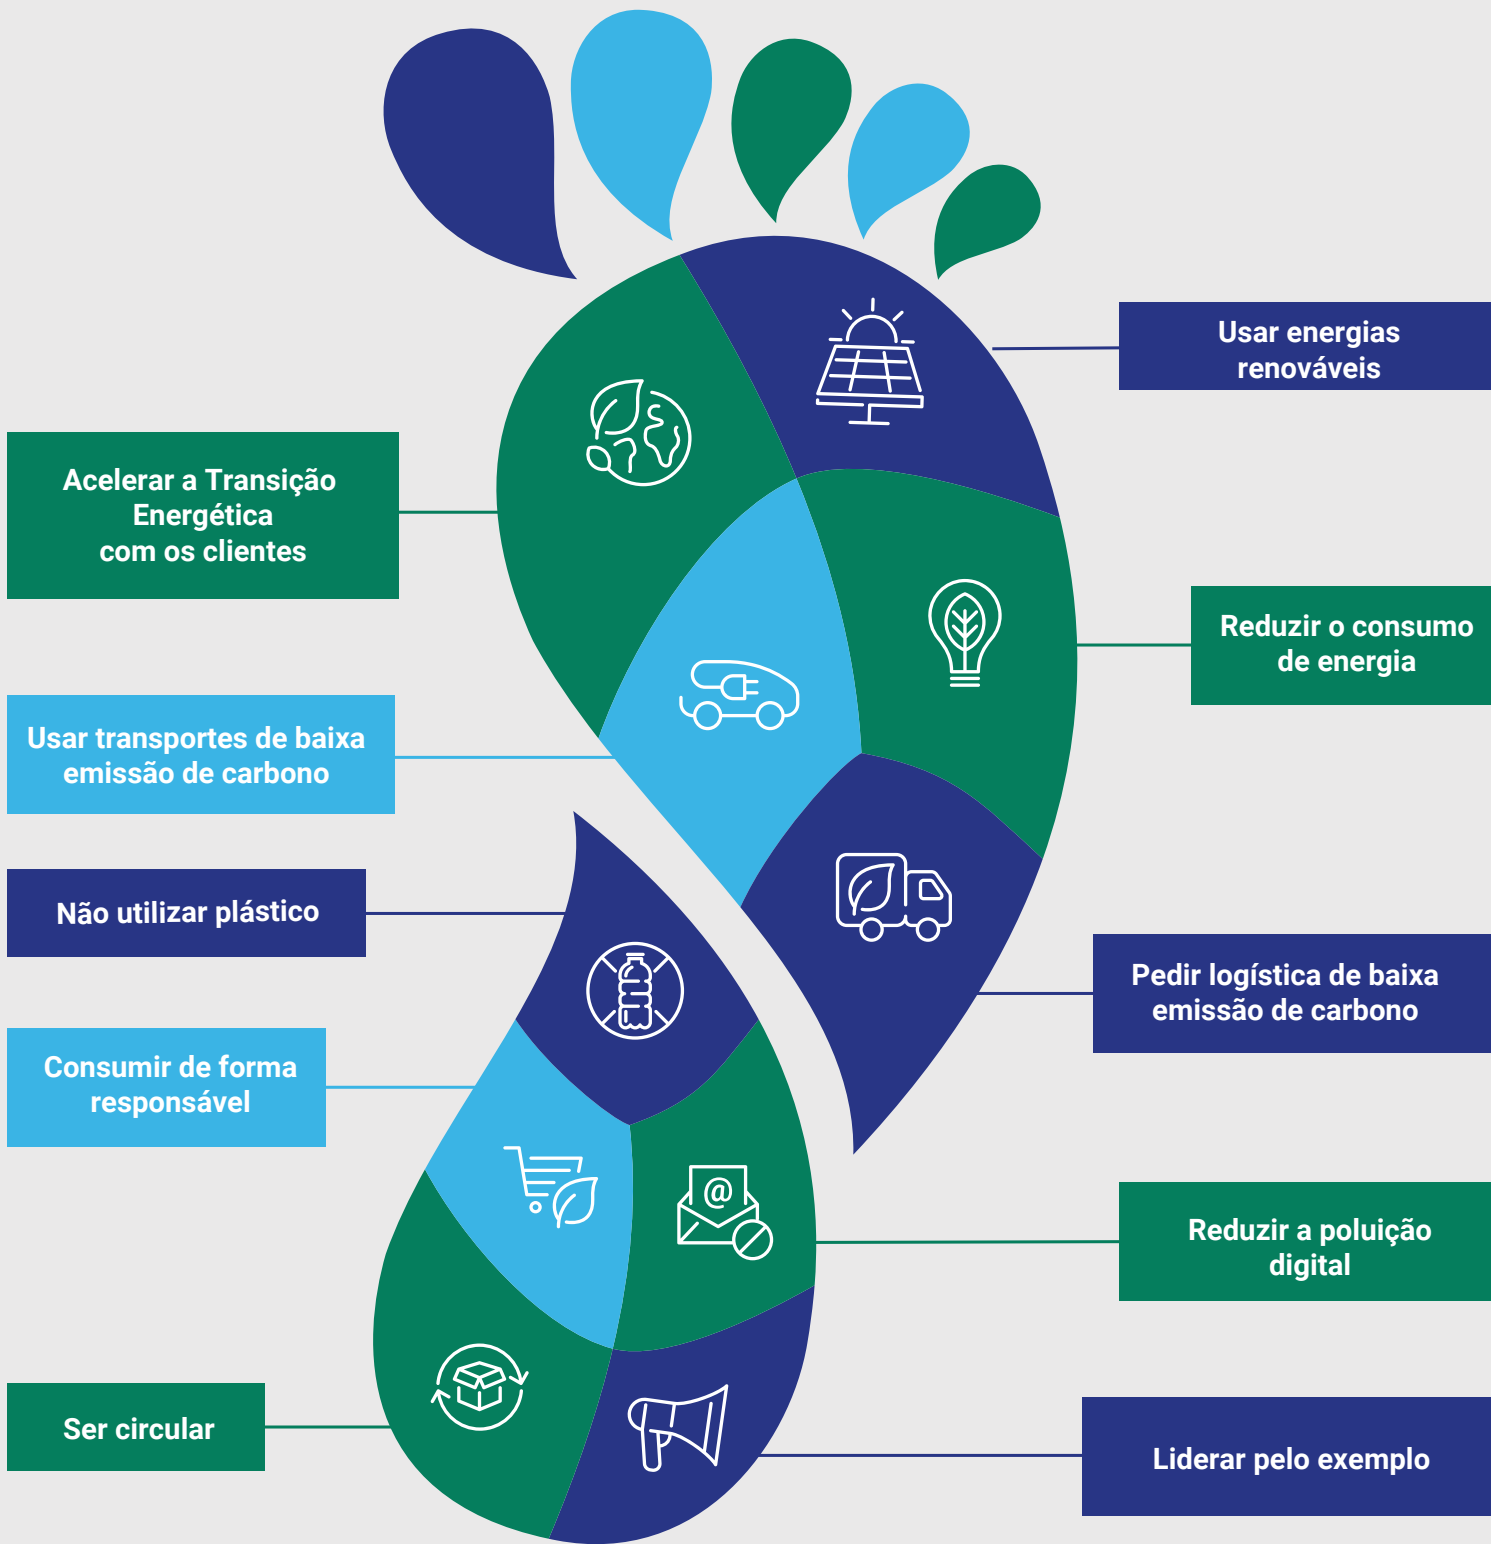 Usar energias
renováveis
Acelerar a Transição
Energética
com os clientes
Reduzir o consumo
de energia
Usar transportes de baixa
emissão de carbono
Não utilizar plástico
Pedir logística de baixa
emissão de carbono
Consumir de forma
responsável
@
Reduzir a poluição
digital
Ser circular
Liderar pelo exemplo